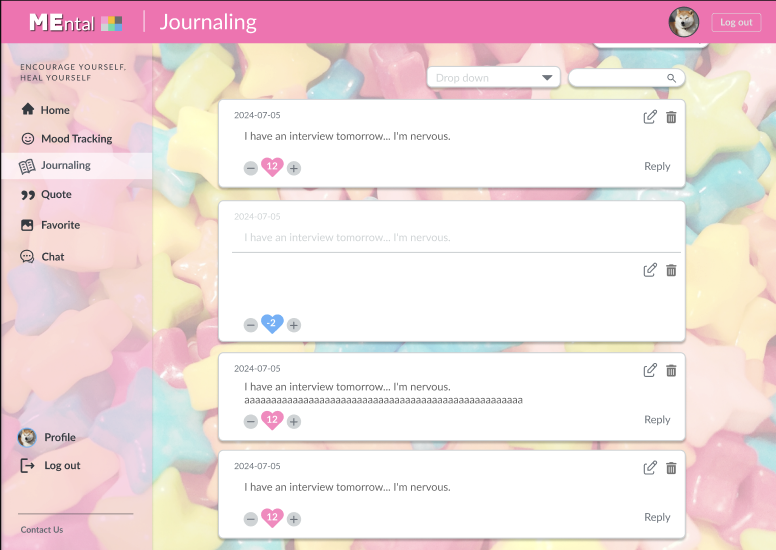 MEntal
Journaling
Log out
ENCOURAGE YOURSELF,
HEAL YOURSELF
Home
Mood Tracking
Journaling
Quote
Favorite
Chat
Profile
Log out
Contact Us
Drop down
2024-07-05
I have an interview tomorrow... I'm nervous.
12
Reply
2024-07-05
I have an interview tomorrow... I'm nervous.
-2
2024-07-05
I have an interview tomorrow... I'm nervous.
aaaaaaaaaaaaaaaaaaaaaaaaaaaaaaaaaaaaaaaaaaaaaaaaaaaa
12
Reply
2024-07-05
I have an interview tomorrow... I'm nervous.
12
Reply